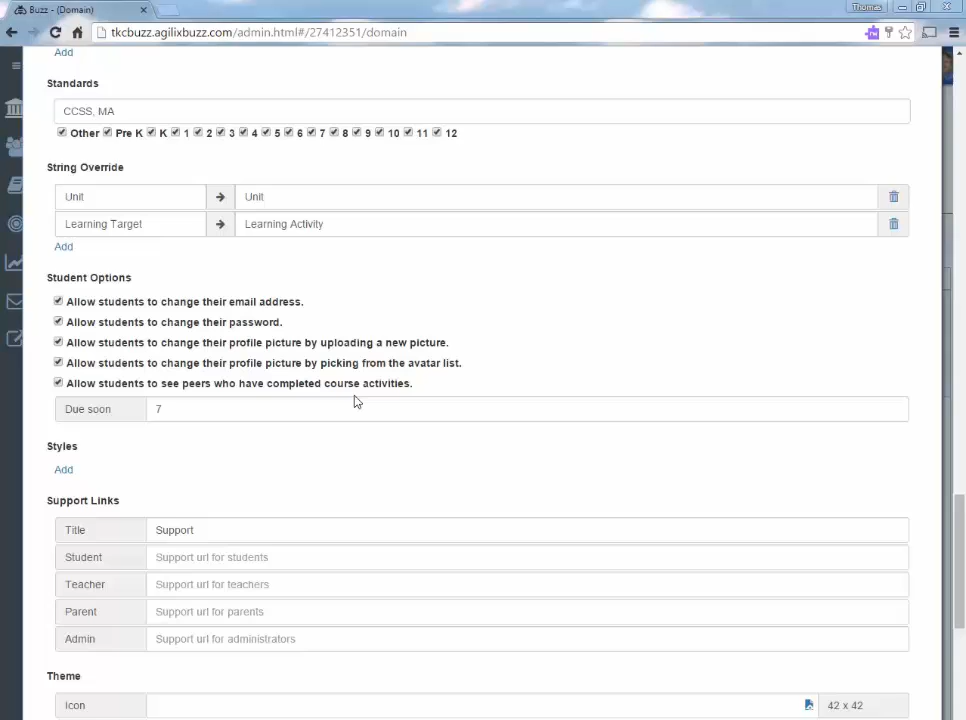 Buzz - (Domain)
Thomas
tkcbuzz.agilixbuzz.com/admin.html#/27412351/domain
Add
Standards
CCSS, MA
Other Pre K K 1 2 3 4 5 6 7 8 9 10 11 12
String Override
Unit Unit
Learning Target Learning Activity
Add
Student Options
Allow students to change their email address.
Allow students to change their password.
Allow students to change their profile picture by uploading a new picture.
Allow students to change their profile picture by picking from the avatar list.
Allow students to see peers who have completed course activities.
Due soon 7
Styles
Add
Support Links
Title Support
Student Support url for students
Teacher Support url for teachers
Parent Support url for parents
Admin Support url for administrators
Theme
Icon 42 x 42